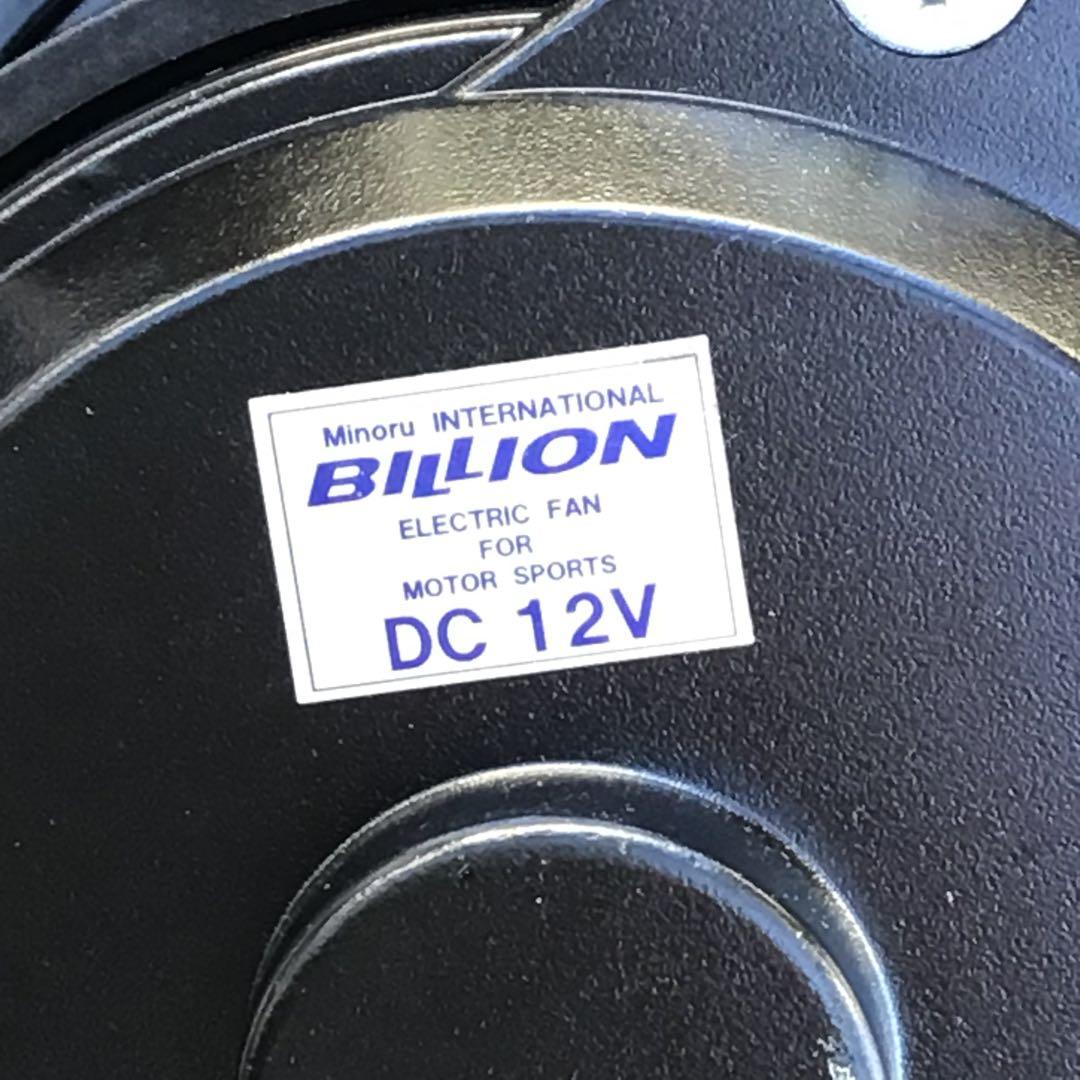 Minoru INTERNATIONAL
BILLION
ELECTRIC FAN
FOR
MOTOR SPORTS
DC 12V